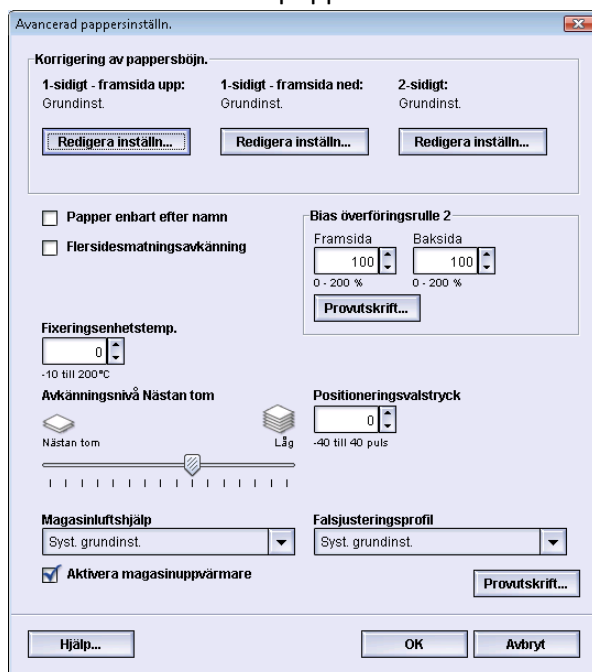 Avancerad pappersinställn.
Korrigering av pappersböjn.
1-sidigt - framsida upp: 1-sidigt - framsida ned: 2-sidigt:
Grundinst. Grundinst. Grundinst.
Redigera inställn... Redigera inställn... Redigera inställn...
Papper enbart efter namn
Flersidesmatningsavkänning
Bias överföringsrulle 2
Framsida Baksida
100 100
0 - 200 % 0 - 200 %
Provutskrift...
Fixeringsenhetstemp.
0
-10 till 200°C
Avkänningsnivå Nästan tom
Nästan tom Låg
Positioneringsvalstryck
0
-40 till 40 puls
Magasinluftshjälp Falsjusteringsprofil
Syst. grundinst. Syst. grundinst.
Aktivera magasinuppvärmare
Provutskrift...
Hjälp... OK Avbryt